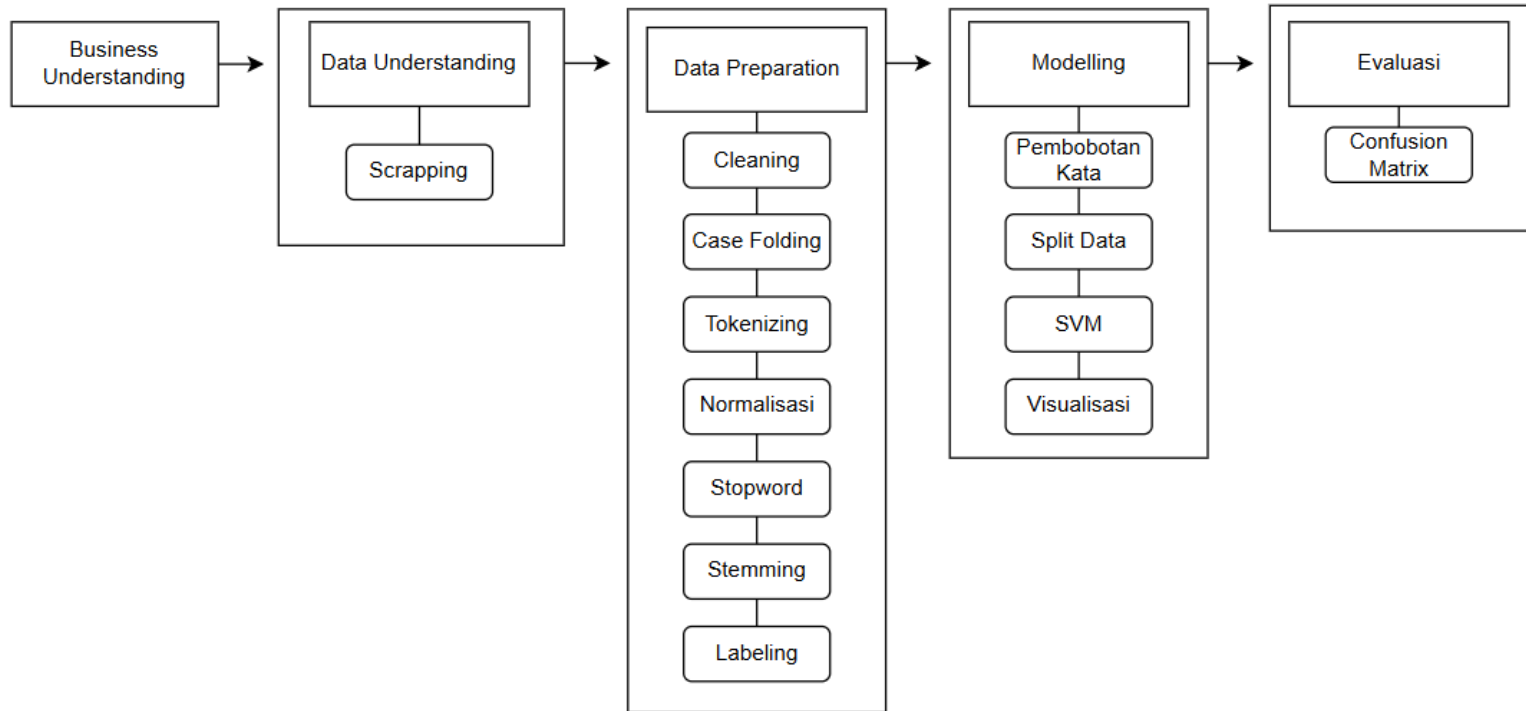 Business
Understanding
Data Understanding
Scrapping
Data Preparation
Cleaning
Case Folding
Tokenizing
Normalisasi
Stopword
Stemming
Labeling
Modelling
Pembobotan
Kata
Split Data
SVM
Visualisasi
Evaluasi
Confusion
Matrix